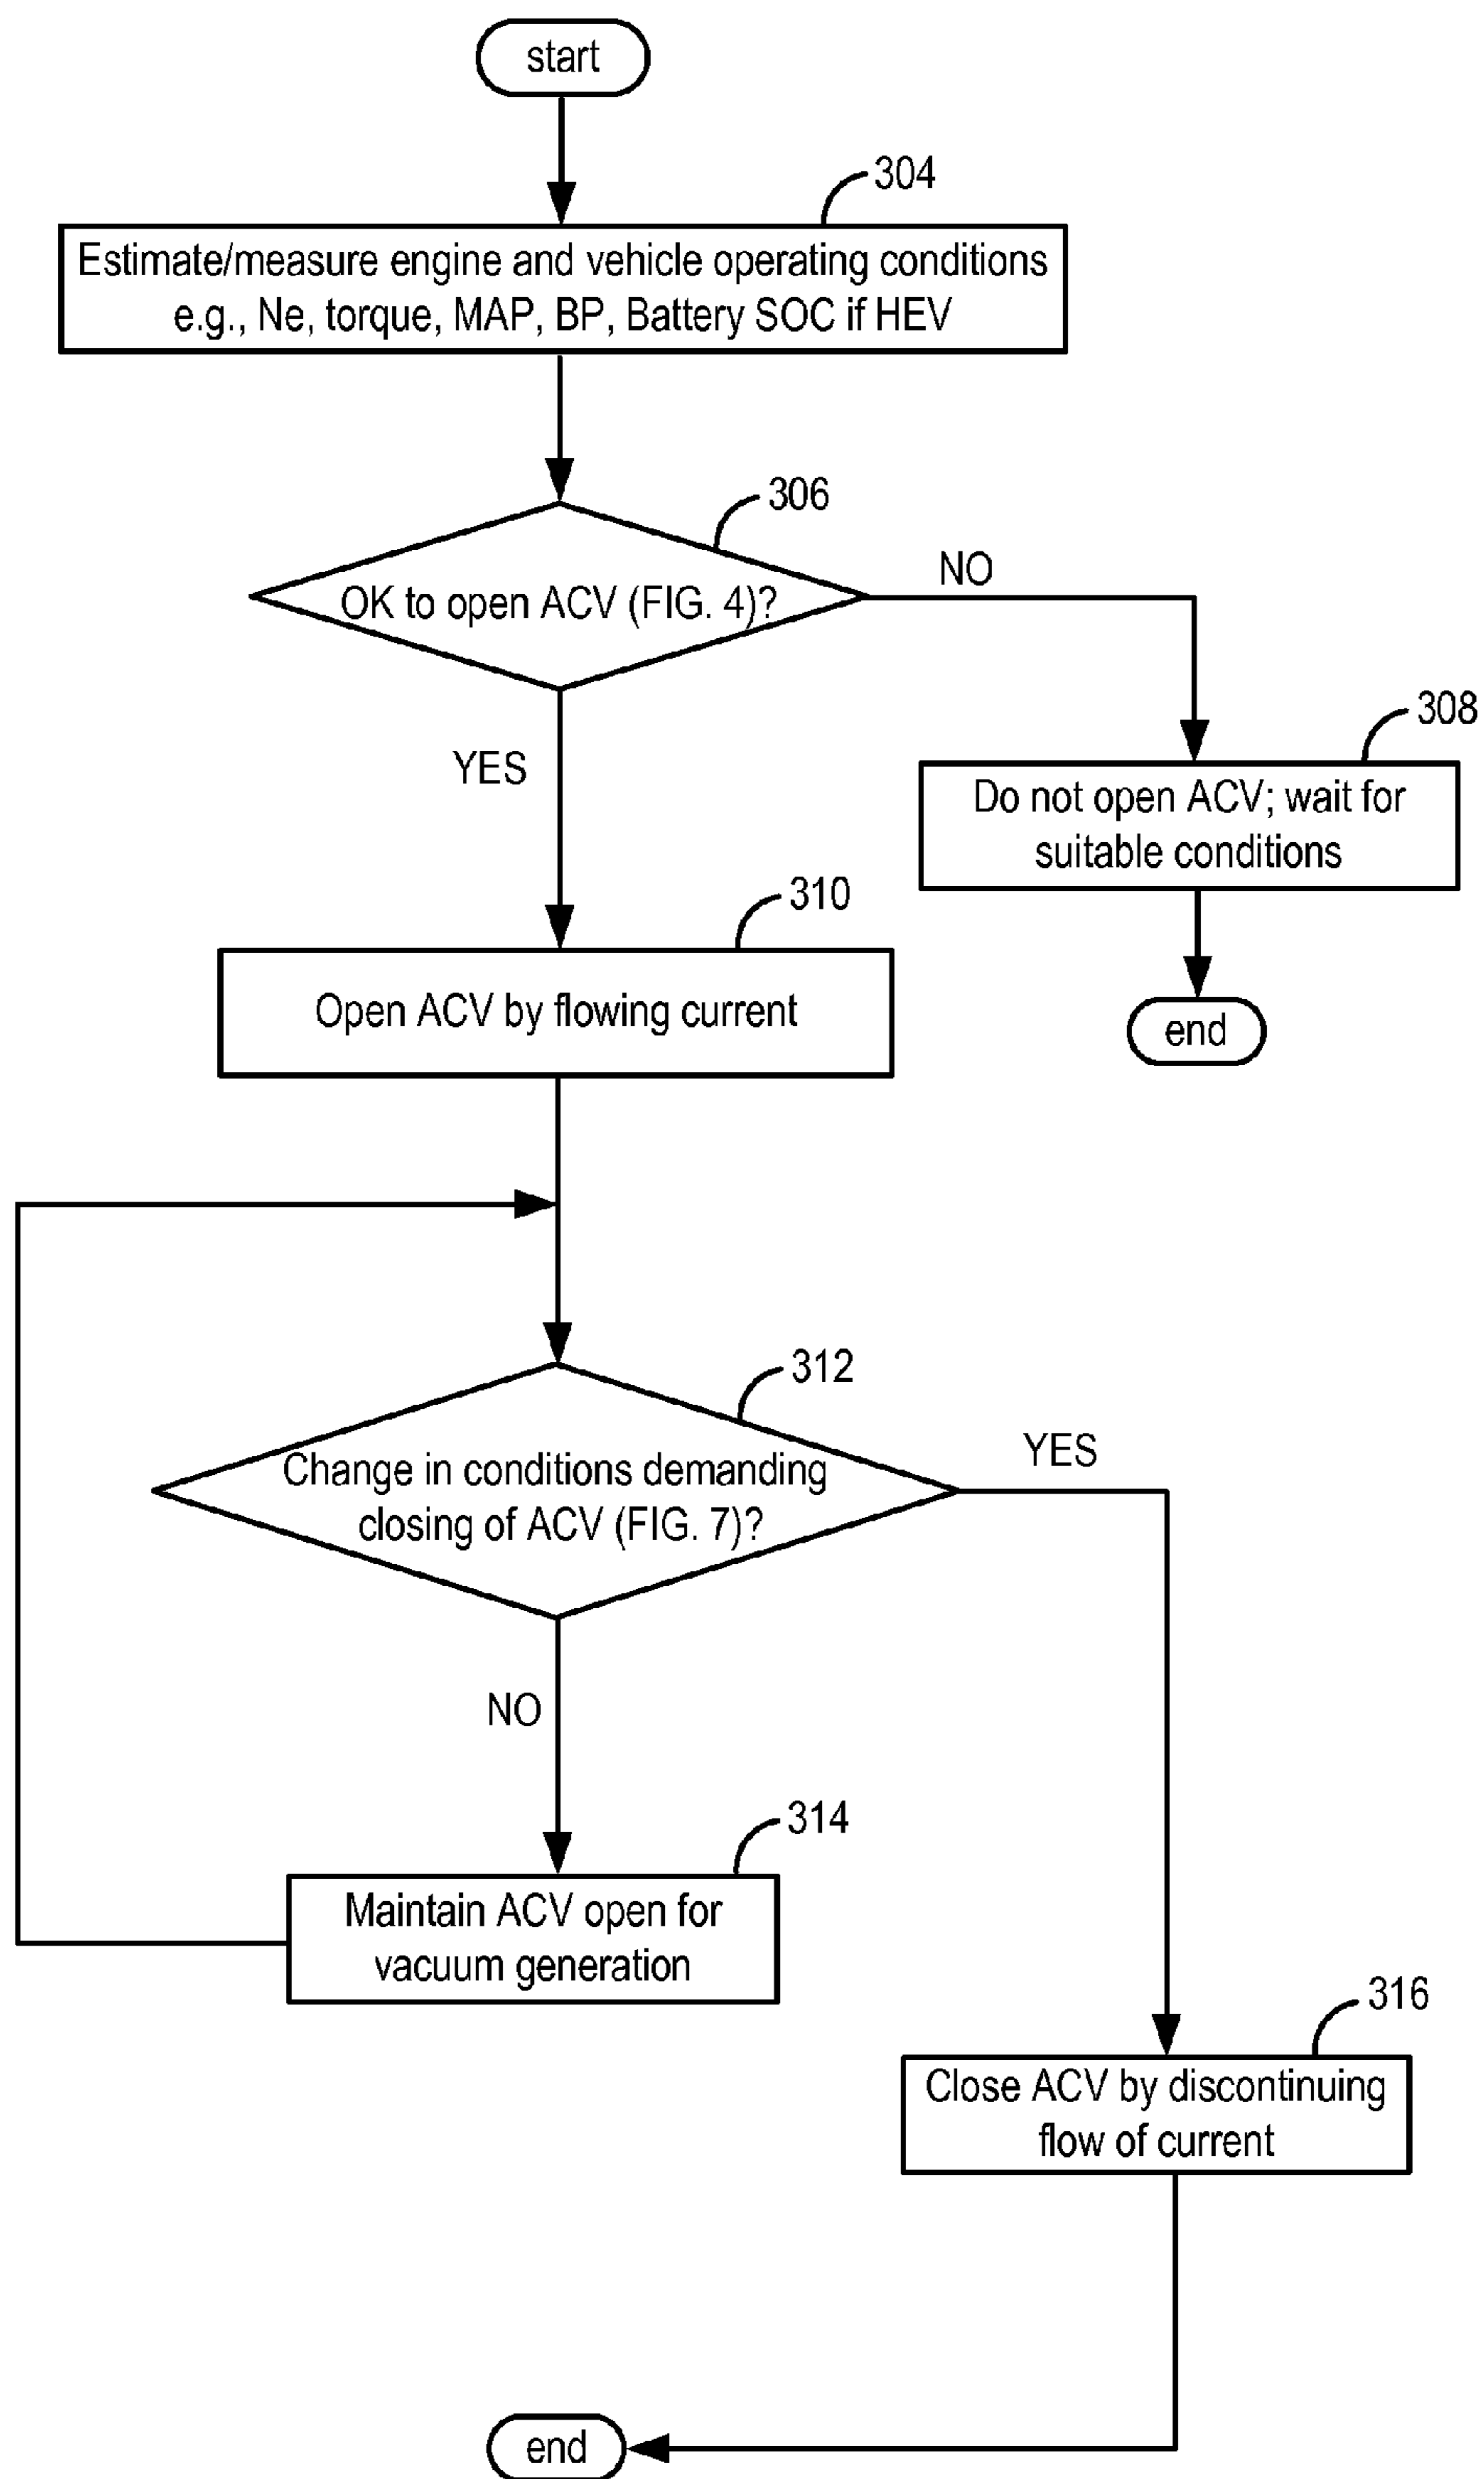 start
304
Estimate/measure engine and vehicle operating conditions
e.g., Ne, torque, MAP, BP, Battery SOC if HEV
306
OK to open ACV (FIG. 4)?
NO
YES
308
Do not open ACV; wait for
suitable conditions
end
310
Open ACV by flowing current
312
Change in conditions demanding
closing of ACV (FIG. 7)?
YES
NO
314
Maintain ACV open for
vacuum generation
316
Close ACV by discontinuing
flow of current
end